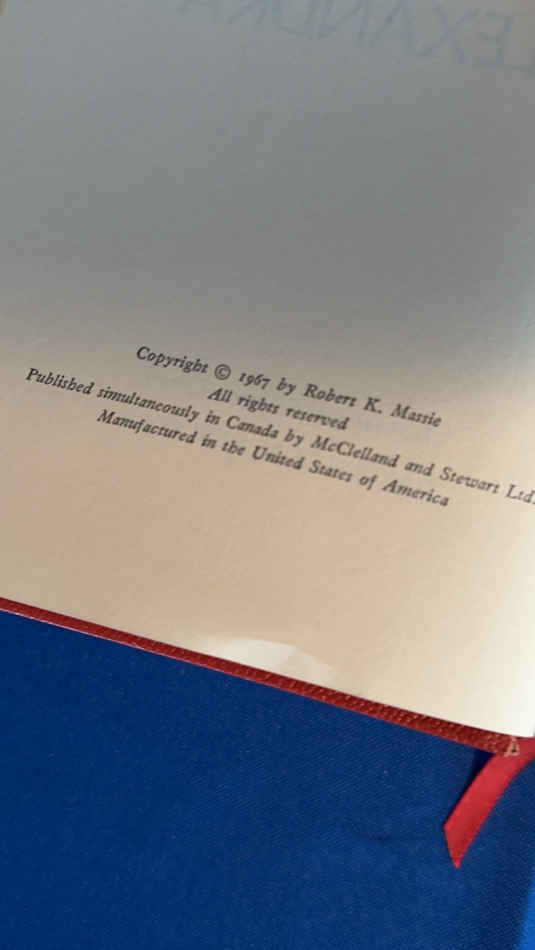 Copyright © 1967 by Robert K. Massie
All rights reserved
Published simultaneously in Canada by McClelland and Stewart Ltd.
Manufactured in the United States of America